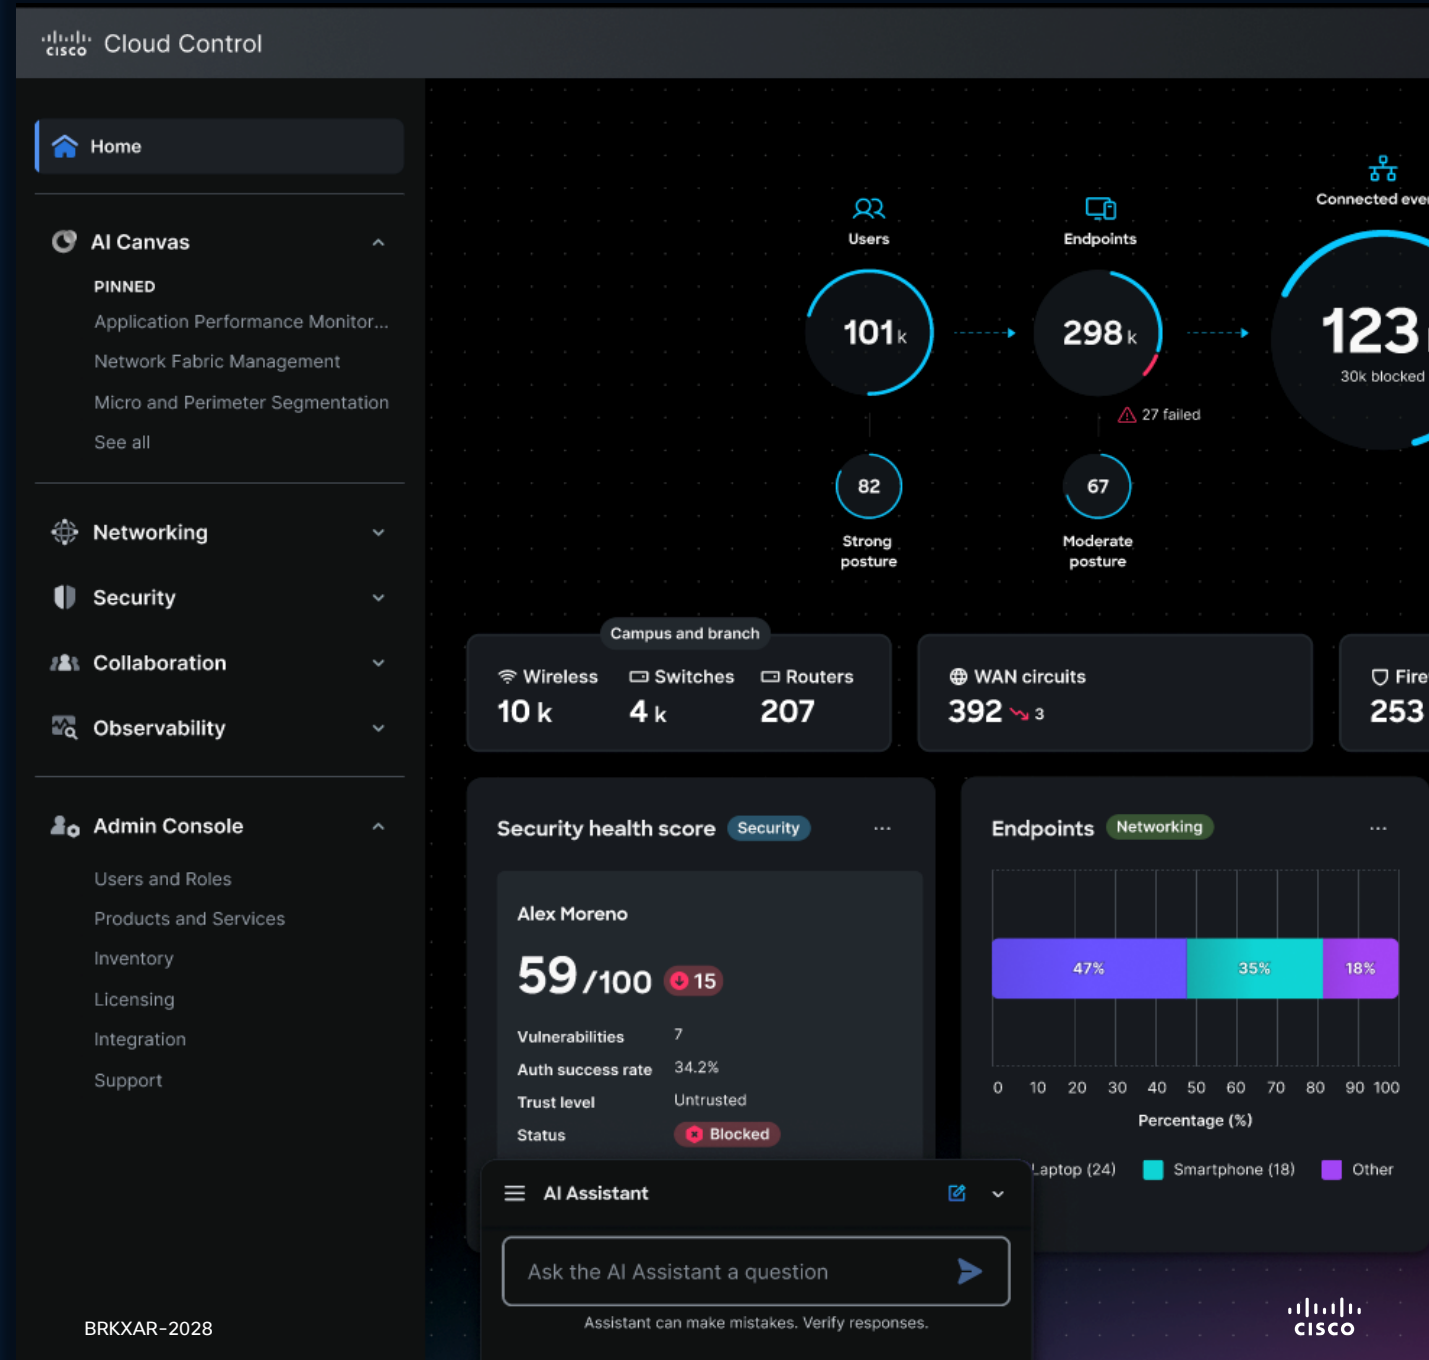 CISCO Cloud Control
Home
AI Canvas
PINNED
Application Performance Monitor...
Network Fabric Management
Micro and Perimeter Segmentation
See all
Networking
Security
Collaboration
Observability
Admin Console
Users and Roles
Products and Services
Inventory
Licensing
Integration
Support
BRKXAR-2028
Users
101 k
82
Strong
posture
Endpoints
298 k
27 failed
67
Moderate
posture
Connected
123
30k blocked
Campus and branch
Wireless Switches Routers
10 k 4 k 207
WAN circuits
392 3
253
Security health score Security ...
Alex Moreno
59 /100 15
Vulnerabilities 7
Auth success rate 34.2%
Trust level Untrusted
Status Blocked
Endpoints Networking ...
47% 35% 18%
0 10 20 30 40 50 60 70 80 90 100
Percentage (%)
Laptop (24) Smartphone (18) Other
AI Assistant
Ask the AI Assistant a question
Assistant can make mistakes. Verify responses.
CISCO